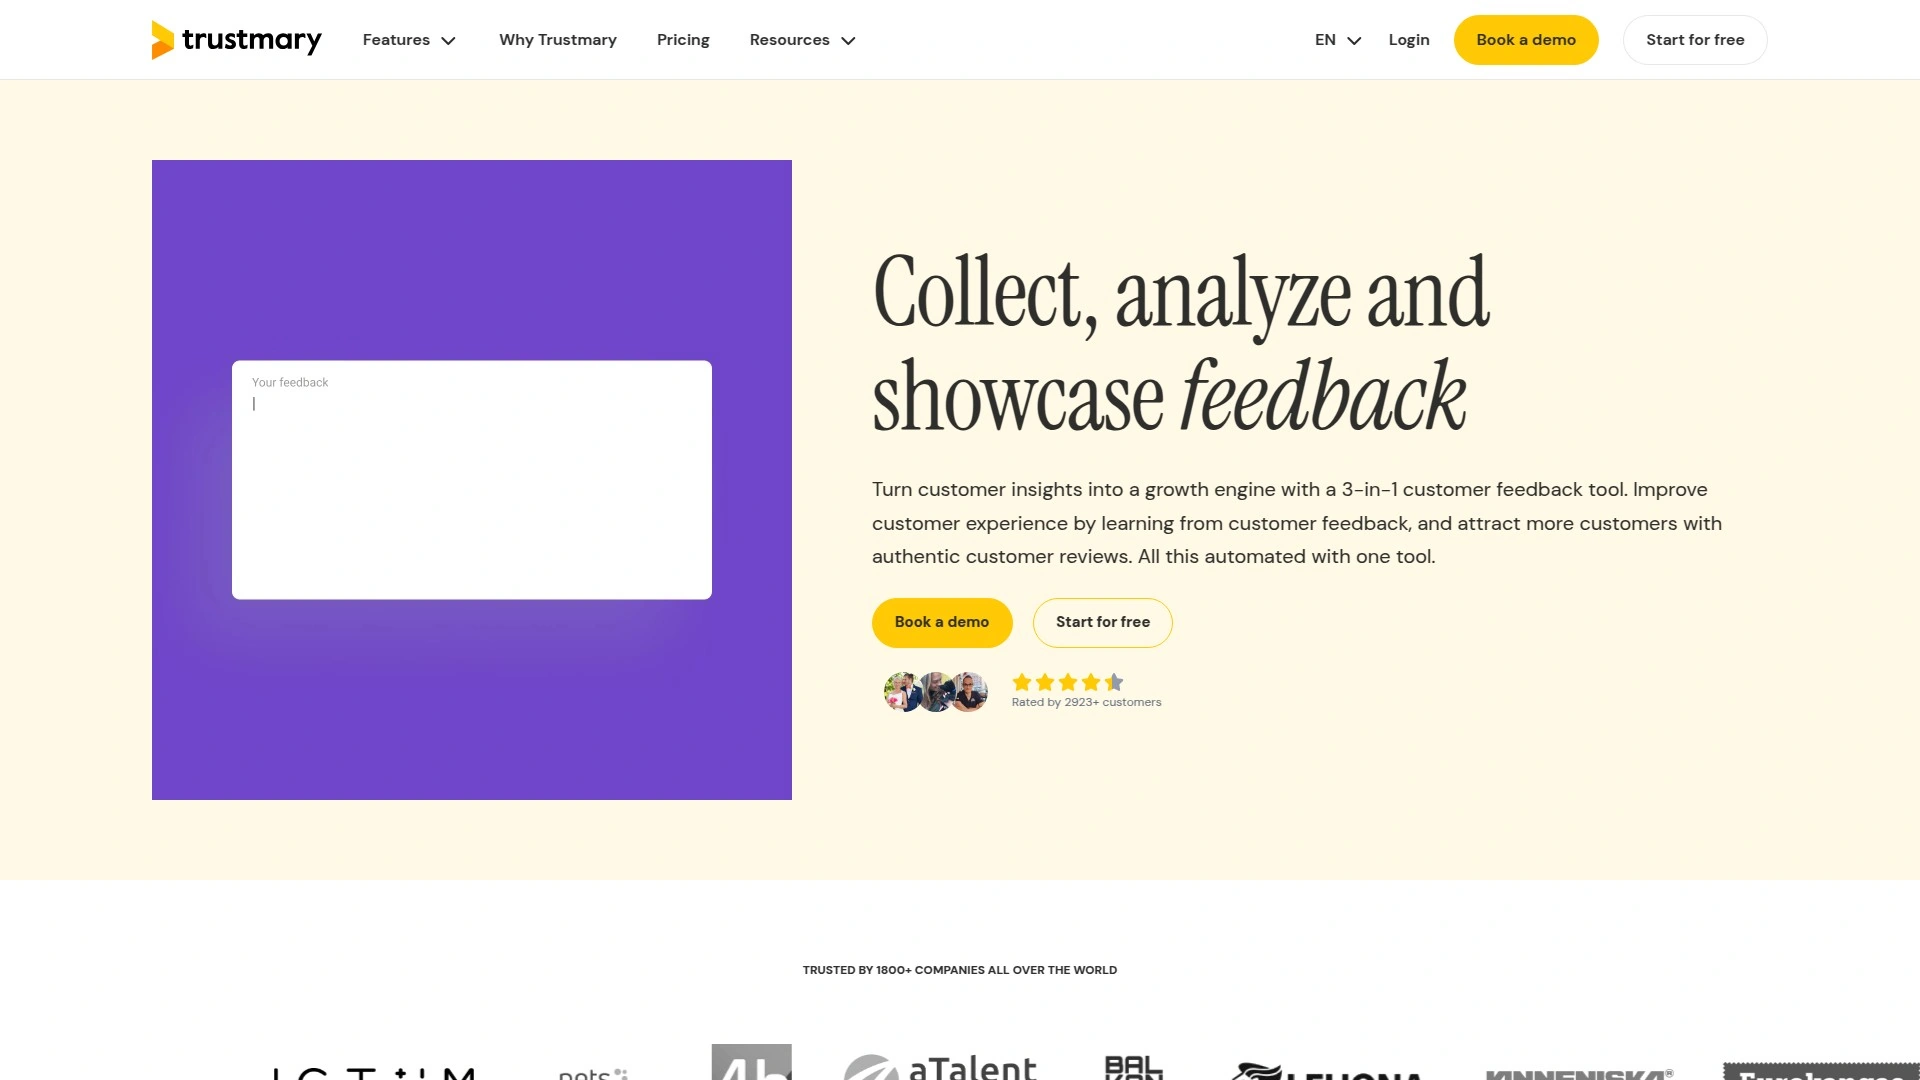 trustmary
Features
Why Trustmary
Pricing
Resources
EN
Login
Book a demo
Start for free
Your feedback
Collect, analyze and
showcase feedback
Turn customer insights into a growth engine with a 3-in-1 customer feedback tool. Improve
customer experience by learning from customer feedback, and attract more customers with
authentic customer reviews. All this automated with one tool.
Book a demo
Start for free
Rated by 2923+ customers
TRUSTED BY 1800+ COMPANIES ALL OVER THE WORLD
aTalent